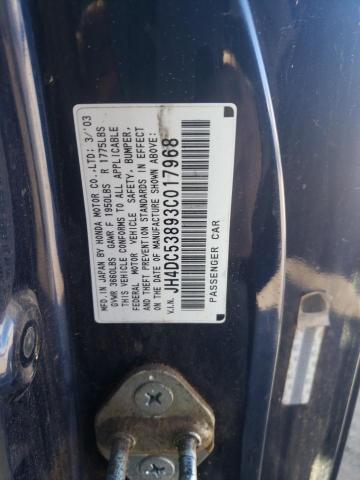 MFD.IN JAPAN BY HONDA MOTOR CO.,LTD: 3/'03
GVWR 3660LBS GAWR F 1950LBS R 1775LBS
THIS VEHICLE CONFORMS TO ALL APPLICABLE
FEDERAL MOTOR VEHICLE SAFETY, BUMPER,
AND THEFT PREVENTION STANDARDS IN EFFECT
ON THE DATE OF MANUFACTURE SHOWN ABOVE:
V.I.N. JH4DC53893C017968
PASSENGER CAR